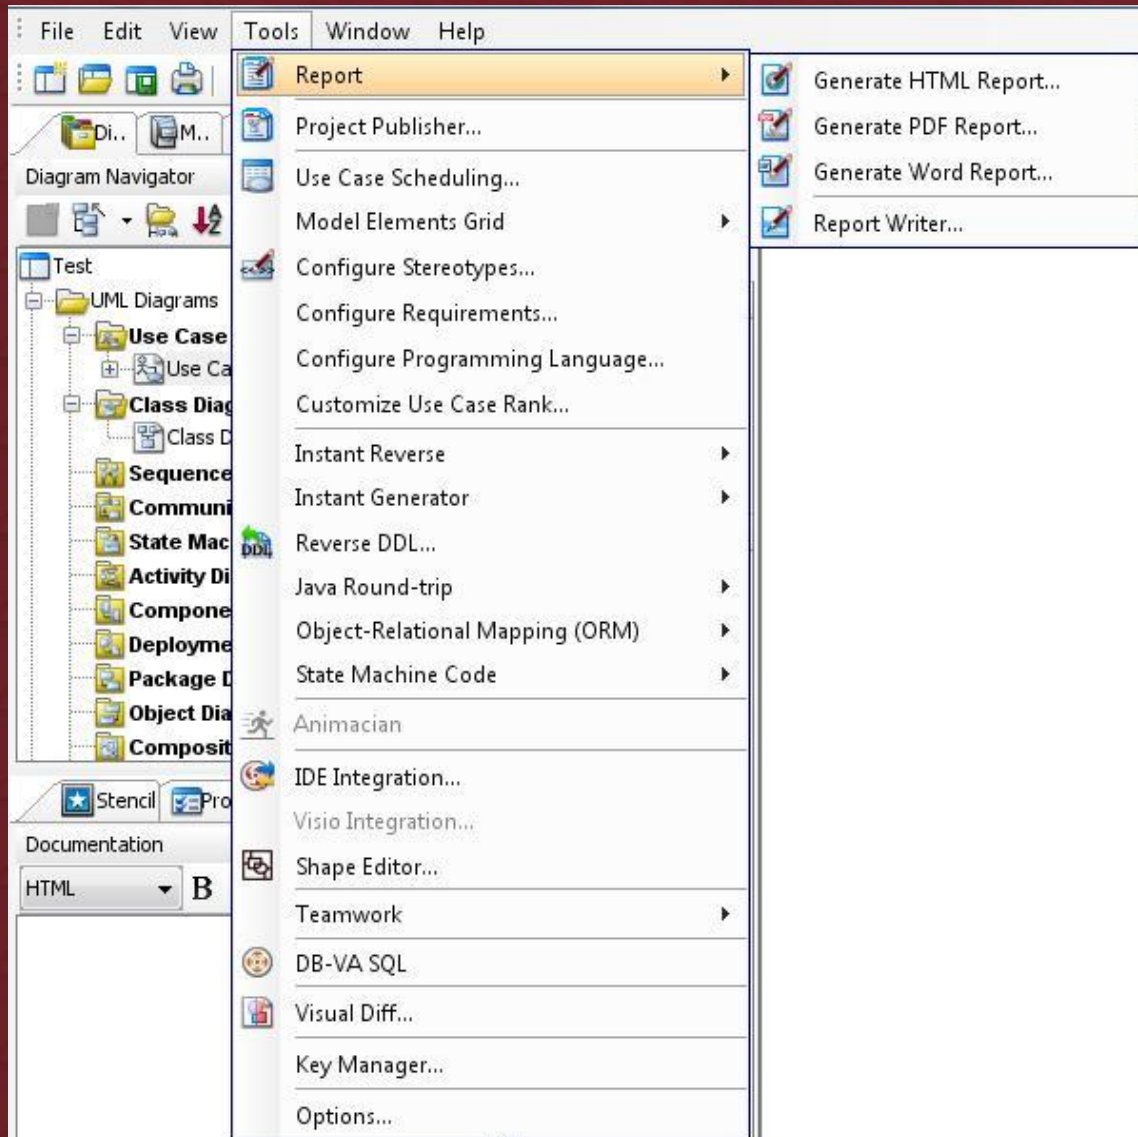 File Edit View Tools Window Help
Di.. M..
Diagram Navigator
Test
UML Diagrams
Use Case
Use Ca
Class Diag
Class D
Sequence
Communi
State Mac
Activity Di
Compone
Deployme
Package D
Object Dia
Composit
Stencil Pro
Documentation
HTML B
Report
Project Publisher...
Use Case Scheduling...
Model Elements Grid
Configure Stereotypes...
Configure Requirements...
Configure Programming Language...
Customize Use Case Rank...
Instant Reverse
Instant Generator
DDL Reverse DDL...
Java Round-trip
Object-Relational Mapping (ORM)
State Machine Code
Animacian
IDE Integration...
Visio Integration...
Shape Editor...
Teamwork
DB-VA SQL
Visual Diff...
Key Manager...
Options...
Generate HTML Report...
Generate PDF Report...
Generate Word Report...
Report Writer...